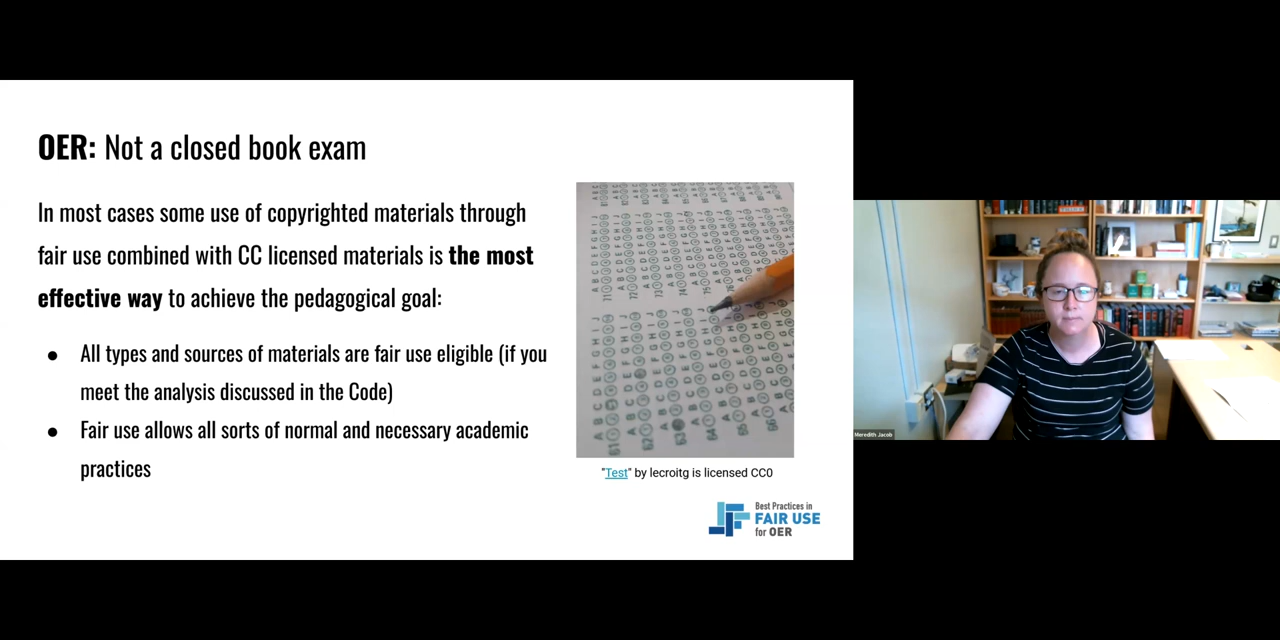 OER: Not a closed book exam
In most cases some use of copyrighted materials through
fair use combined with CC licensed materials is the most
effective way to achieve the pedagogical goal:
● All types and sources of materials are fair use eligible (if you
meet the analysis discussed in the Code)
● Fair use allows all sorts of normal and necessary academic
practices
"Test" by lecroitg is licensed CC0
Best Practices in
FAIR USE
for OER
Meredith Jacob